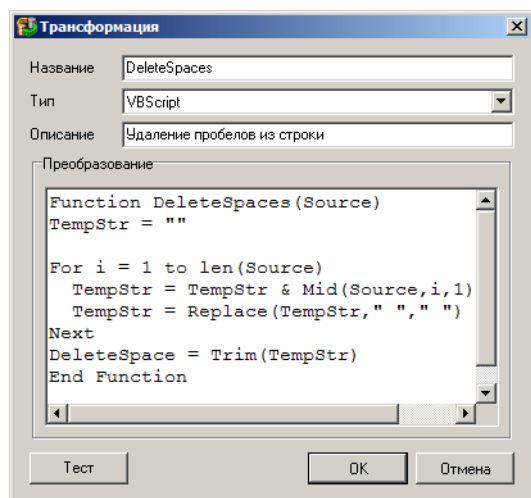 Трансформация
Название DeleteSpaces
Тип VBScript
Описание Удаление пробелов из строки
Преобразование
Function DeleteSpaces(Source)
TempStr = ""
For i = 1 to len(Source)
TempStr = TempStr & Mid(Source,i,1)
TempStr = Replace(TempStr," "," ")
Next
DeleteSpace = Trim(TempStr)
End Function
Тест OK Отмена